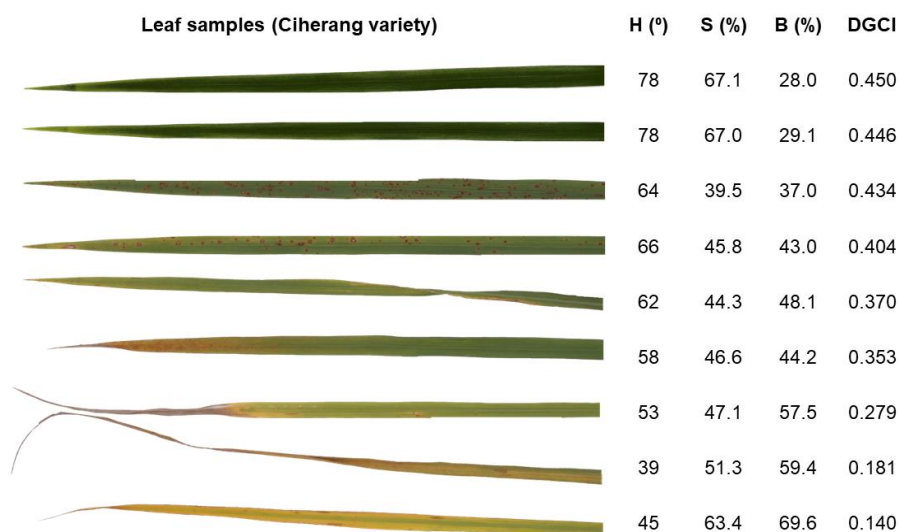 Leaf samples (Ciherang variety) H (º) S (%) B (%) DGCI
78 67.1 28.0 0.450
78 67.0 29.1 0.446
64 39.5 37.0 0.434
66 45.8 43.0 0.404
62 44.3 48.1 0.370
58 46.6 44.2 0.353
53 47.1 57.5 0.279
39 51.3 59.4 0.181
45 63.4 69.6 0.140